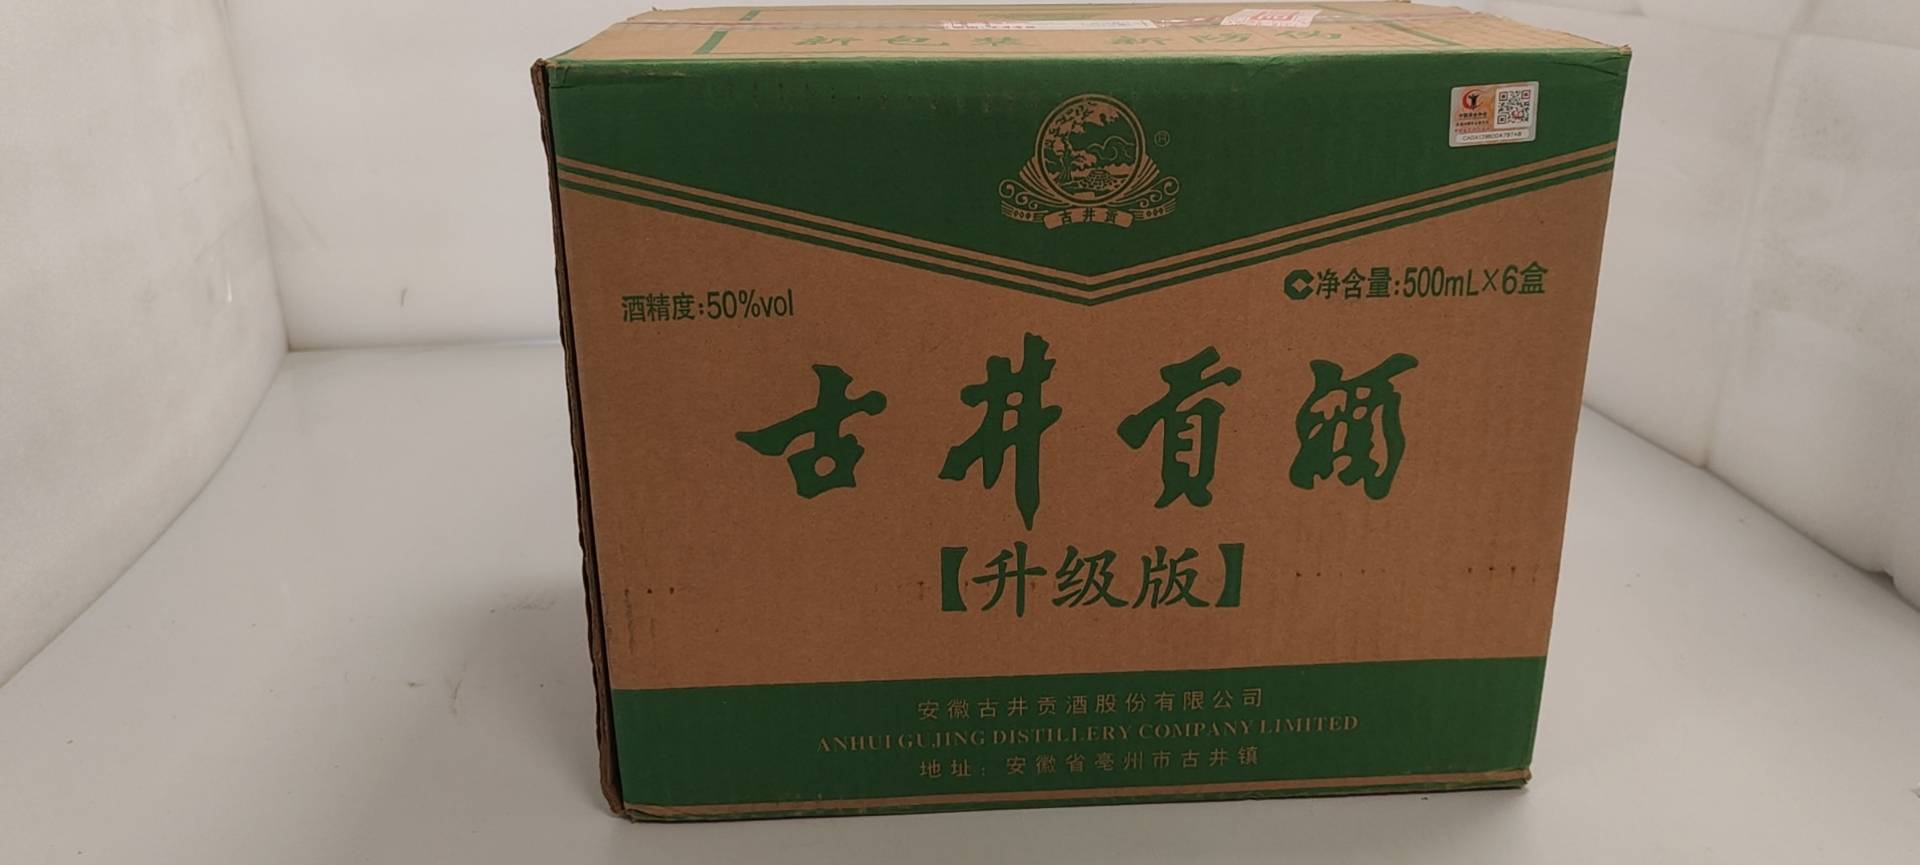 新包装 新防伪
古井贡
酒精度:50%vol
净含量:500mL×6盒
古井贡酒
【升级版】
安徽古井贡酒股份有限公司
ANHUI GUJING DISTILLERY COMPANY LIMITED
地址：安徽省亳州市古井镇